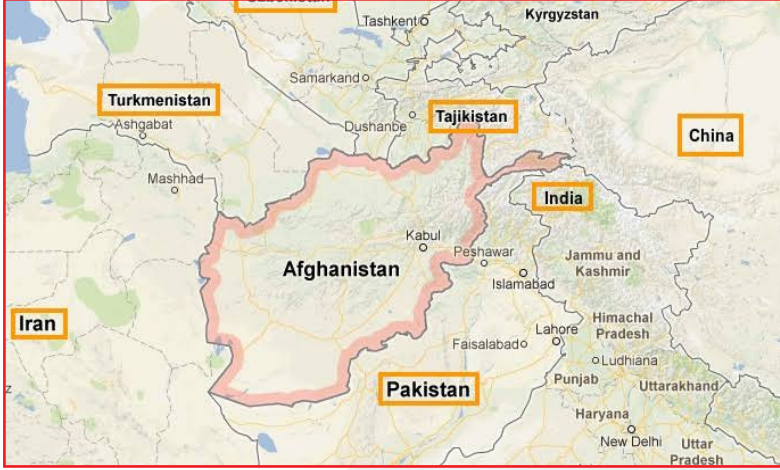 Uzbekistan
Tashkent
Kyrgyzstan
Samarkand
Turkmenistan
Ashgabat
Dushanbe
Tajikistan
China
Mashhad
India
Kabul
Peshawar
Afghanistan
Jammu and
Kashmir
Islamabad
Iran
Himachal
Pradesh
Lahore
Faisalabad
Ludhiana
z
Pakistan
Punjab
Uttarakhand
Haryana
New Delhi
Uttar
Pradesh